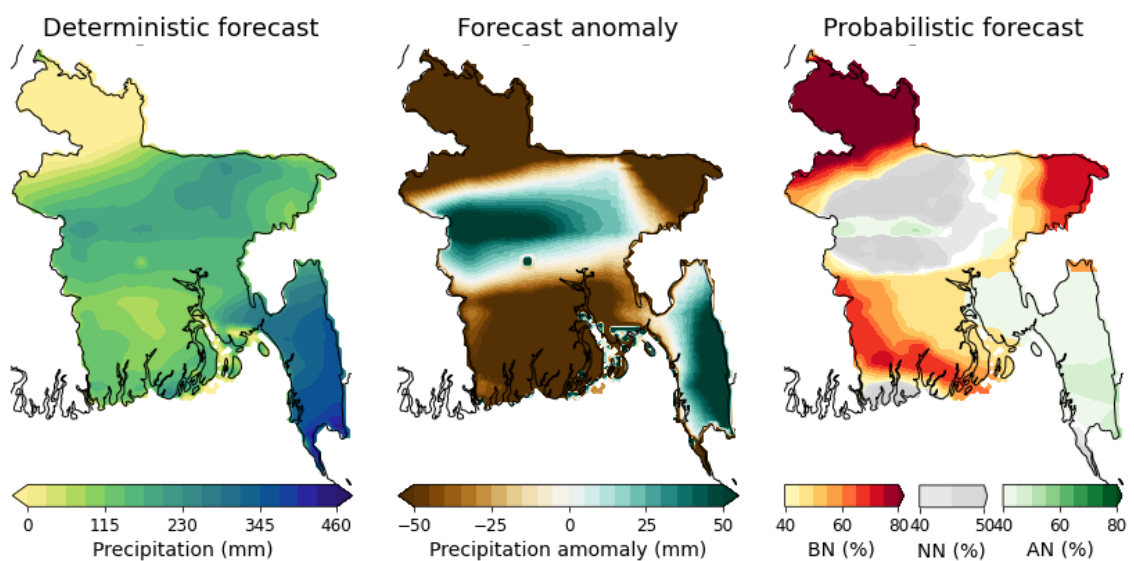 Deterministic forecast
Forecast anomaly
Probabilistic forecast
0 115 230 345 460
Precipitation (mm)
−50 −25 0 25 50
Precipitation amomaly (mm)
40 60 80
BN (%)
40 50
NN (%)
40 60 80
AN (%)